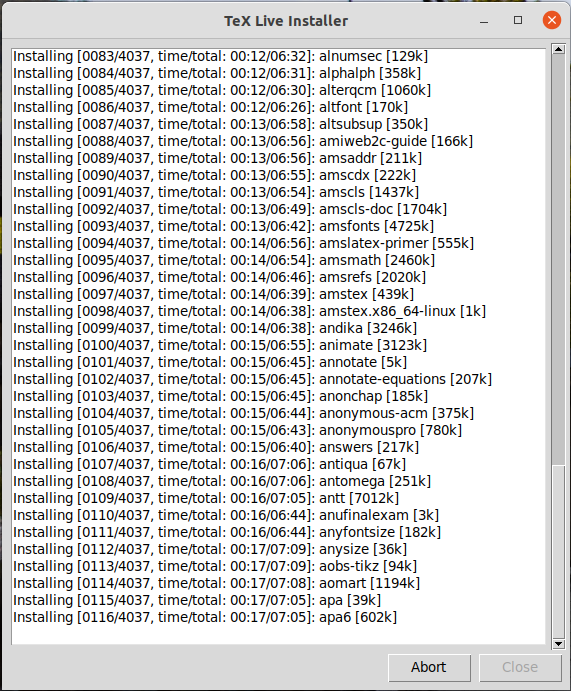 TeX Live Installer
Installing [0083/4037, time/total: 00:12/06:32]: alnumsec [129k]
Installing [0084/4037, time/total: 00:12/06:31]: alphalph [358k]
Installing [0085/4037, time/total: 00:12/06:30]: alterqcm [1060k]
Installing [0086/4037, time/total: 00:12/06:26]: altfont [170k]
Installing [0087/4037, time/total: 00:13/06:58]: altsubsup [350k]
Installing [0088/4037, time/total: 00:13/06:56]: amiweb2c-guide [166k]
Installing [0089/4037, time/total: 00:13/06:56]: amsaddr [211k]
Installing [0090/4037, time/total: 00:13/06:55]: amscdx [222k]
Installing [0091/4037, time/total: 00:13/06:54]: amscls [1437k]
Installing [0092/4037, time/total: 00:13/06:49]: amscls-doc [1704k]
Installing [0093/4037, time/total: 00:13/06:42]: amsfonts [4725k]
Installing [0094/4037, time/total: 00:14/06:56]: amslatex-primer [555k]
Installing [0095/4037, time/total: 00:14/06:54]: amsmath [2460k]
Installing [0096/4037, time/total: 00:14/06:46]: amsrefs [2020k]
Installing [0097/4037, time/total: 00:14/06:39]: amstex [439k]
Installing [0098/4037, time/total: 00:14/06:38]: amstex.x86_64-linux [1k]
Installing [0099/4037, time/total: 00:14/06:38]: andika [3246k]
Installing [0100/4037, time/total: 00:15/06:55]: animate [3123k]
Installing [0101/4037, time/total: 00:15/06:45]: annotate [5k]
Installing [0102/4037, time/total: 00:15/06:45]: annotate-equations [207k]
Installing [0103/4037, time/total: 00:15/06:45]: anonchap [185k]
Installing [0104/4037, time/total: 00:15/06:44]: anonymous-acm [375k]
Installing [0105/4037, time/total: 00:15/06:43]: anonymouspro [780k]
Installing [0106/4037, time/total: 00:15/06:40]: answers [217k]
Installing [0107/4037, time/total: 00:16/07:06]: antiqua [67k]
Installing [0108/4037, time/total: 00:16/07:06]: antomega [251k]
Installing [0109/4037, time/total: 00:16/07:05]: antt [7012k]
Installing [0110/4037, time/total: 00:16/06:44]: anufinalexam [3k]
Installing [0111/4037, time/total: 00:16/06:44]: anyfontsize [182k]
Installing [0112/4037, time/total: 00:17/07:09]: anysize [36k]
Installing [0113/4037, time/total: 00:17/07:09]: aobs-tikz [94k]
Installing [0114/4037, time/total: 00:17/07:08]: aomart [1194k]
Installing [0115/4037, time/total: 00:17/07:05]: apa [39k]
Installing [0116/4037, time/total: 00:17/07:05]: apa6 [602k]
Abort Close